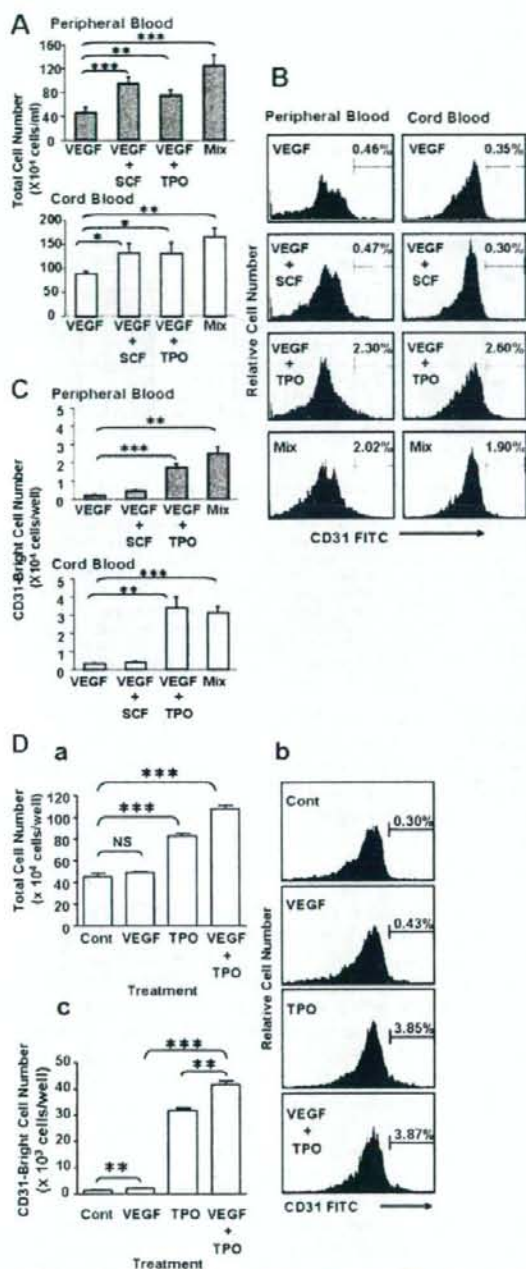 A
Peripheral Blood
***
**
***
Total Cell Number
(X10⁴ cells/ml)
160
120
80
40
0
VEGF
VEGF
+
SCF
VEGF
+
TPO
Mix
Cord Blood
**
*
*
200
150
100
50
0
VEGF
VEGF
+
SCF
VEGF
+
TPO
Mix
B
Peripheral Blood
Cord Blood
Relative Cell Number
VEGF
0.46%
VEGF
0.35%
VEGF
+
SCF
0.47%
VEGF
+
SCF
0.30%
VEGF
+
TPO
2.30%
VEGF
+
TPO
2.60%
Mix
2.02%
Mix
1.90%
CD31 FITC
C
Peripheral Blood
**
***
CD31-Bright Cell Number
(X10⁴ cells/well)
5
4
3
2
1
0
VEGF
VEGF
+
SCF
VEGF
+
TPO
Mix
Cord Blood
***
**
5
4
3
2
1
0
VEGF
VEGF
+
SCF
VEGF
+
TPO
Mix
D
a
***
***
NS
Total Cell Number
(x 10⁴ cells/well)
120
100
80
60
40
20
0
Cont
VEGF
TPO
VEGF
+
TPO
Treatment
b
Relative Cell Number
Cont
0.30%
VEGF
0.43%
TPO
3.85%
VEGF
+
TPO
3.87%
CD31 FITC
c
***
**
**
CD31-Bright Cell Number
(x 10³ cells/well)
50
40
30
20
10
0
Cont
VEGF
TPO
VEGF
+
TPO
Treatment